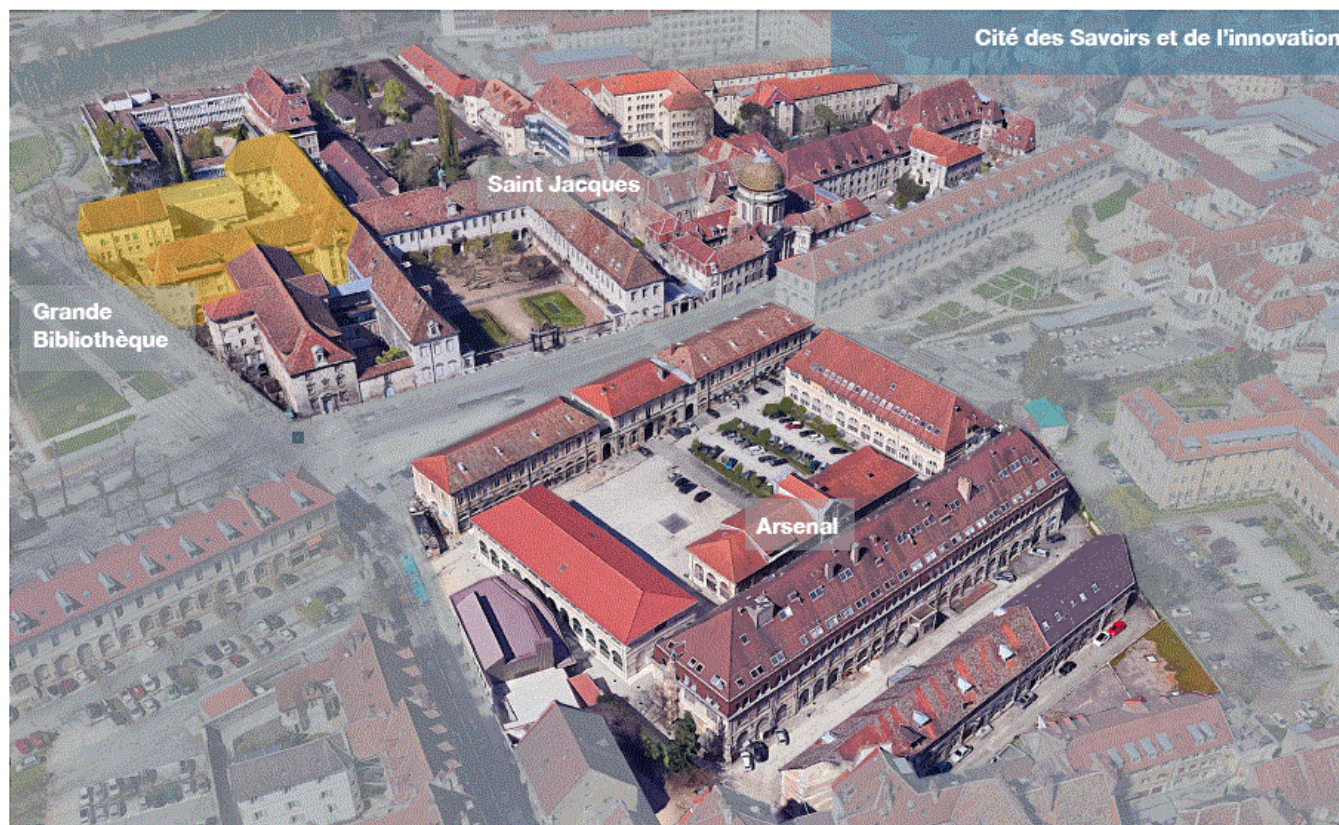 Cité des Savoirs et de l'innovation
Saint Jacques
Grande
Bibliothèque
Arsenal